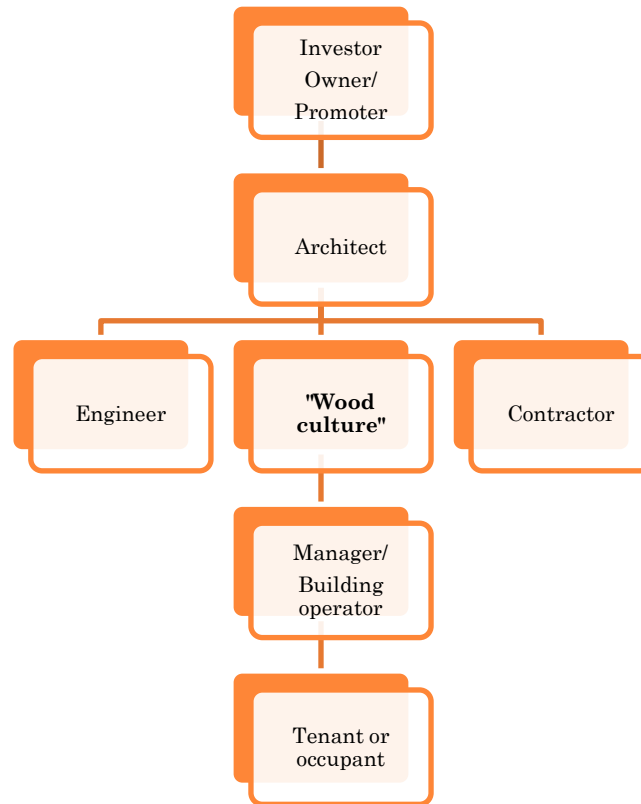 Investor
Owner/
Promoter
Architect
Engineer
"Wood
culture"
Contractor
Manager/
Building
operator
Tenant or
occupant